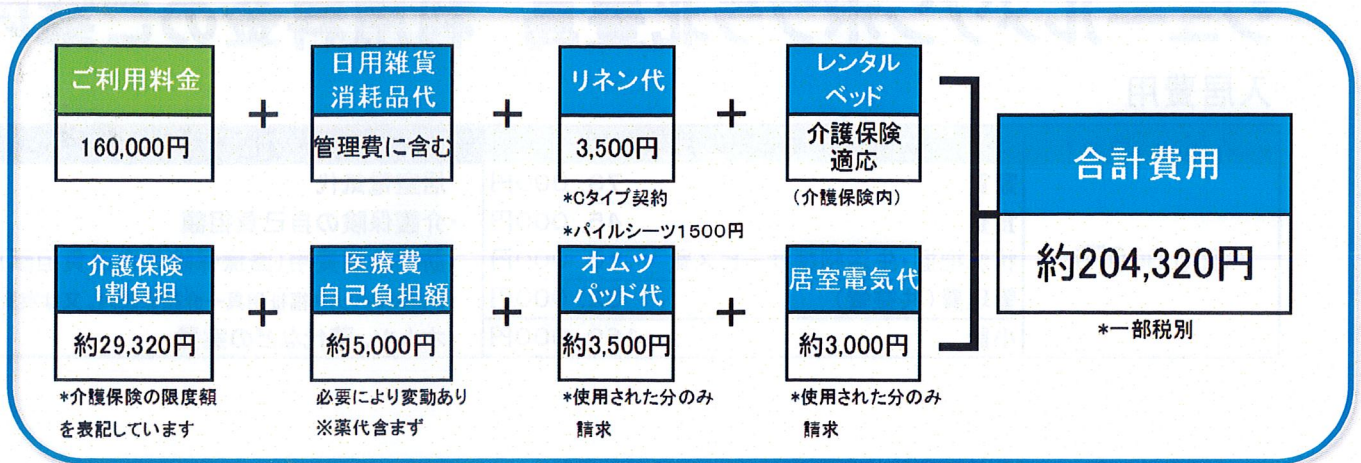 ご利用料金
160,000円
+
日用雑貨
消耗品代
管理費に含む
+
リネン代
3,500円
*Cタイプ契約
*パイルシーツ1500円
+
レンタル
ベッド
介護保険
適応
(介護保険内)
介護保険
1割負担
約29,320円
*介護保険の限度額
を表記しています
+
医療費
自己負担額
約5,000円
必要により変動あり
※薬代含まず
+
オムツ
パッド代
約3,500円
*使用された分のみ
請求
+
居室電気代
約3,000円
*使用された分のみ
請求
合計費用
約204,320円
*一部税別